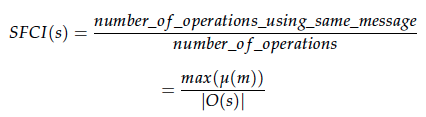 SFCI(s) = number_of_operations_using_same_message / number_of_operations
= max(μ(m)) / |O(s)|